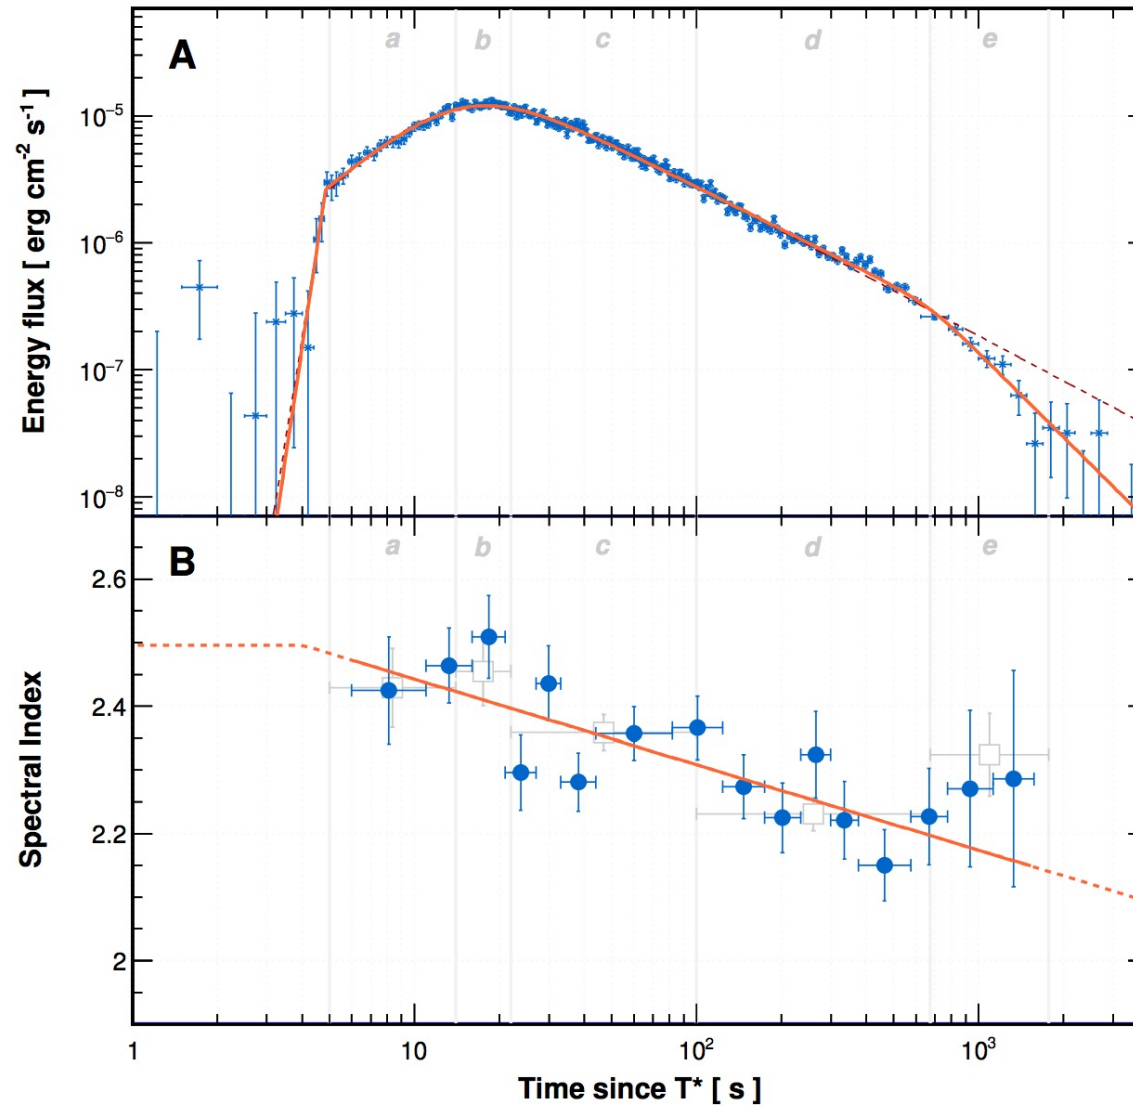 A
a b c d e
Energy flux [ erg cm⁻² s⁻¹ ]
10⁻⁵
10⁻⁶
10⁻⁷
10⁻⁸
B
a b c d e
Spectral Index
2.6
2.4
2.2
2
1 10 10² 10³
Time since T* [ s ]